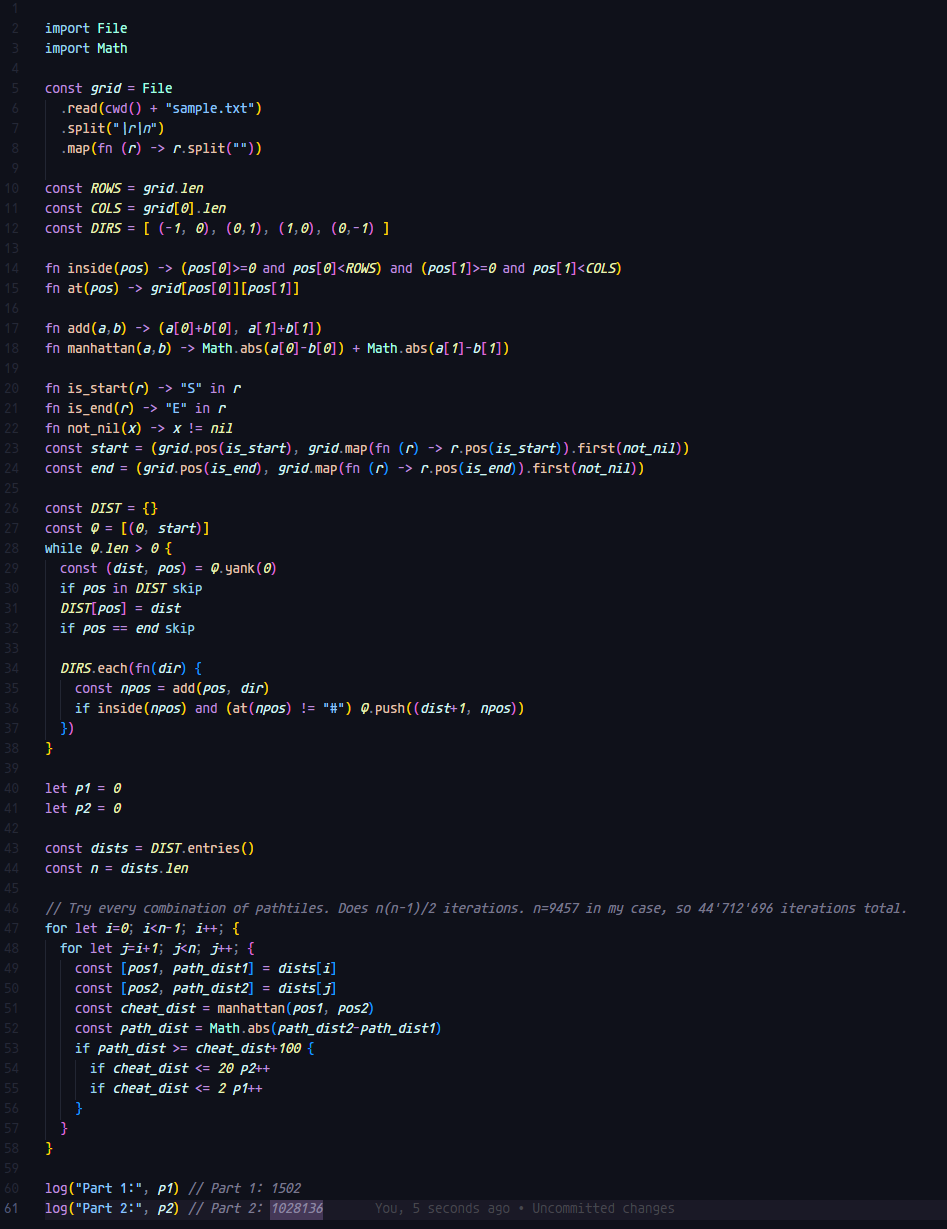 1
2 import File
3 import Math
4
5 const grid = File
6 .read(cwd() + "sample.txt")
7 .split("\r\n")
8 .map(fn (r) -> r.split(""))
9
10 const ROWS = grid.len
11 const COLS = grid[0].len
12 const DIRS = [ (-1, 0), (0,1), (1,0), (0,-1) ]
13
14 fn inside(pos) -> (pos[0]>=0 and pos[0]<ROWS) and (pos[1]>=0 and pos[1]<COLS)
15 fn at(pos) -> grid[pos[0]][pos[1]]
16
17 fn add(a,b) -> (a[0]+b[0], a[1]+b[1])
18 fn manhattan(a,b) -> Math.abs(a[0]-b[0]) + Math.abs(a[1]-b[1])
19
20 fn is_start(r) -> "S" in r
21 fn is_end(r) -> "E" in r
22 fn not_nil(x) -> x != nil
23 const start = (grid.pos(is_start), grid.map(fn (r) -> r.pos(is_start)).first(not_nil))
24 const end = (grid.pos(is_end), grid.map(fn (r) -> r.pos(is_end)).first(not_nil))
25
26 const DIST = {}
27 const Q = [(0, start)]
28 while Q.len > 0 {
29 const (dist, pos) = Q.yank(0)
30 if pos in DIST skip
31 DIST[pos] = dist
32 if pos == end skip
33
34 DIRS.each(fn(dir) {
35 const npos = add(pos, dir)
36 if inside(npos) and (at(npos) != "#") Q.push((dist+1, npos))
37 })
38 }
39
40 let p1 = 0
41 let p2 = 0
42
43 const dists = DIST.entries()
44 const n = dists.len
45
46 // Try every combination of pathtiles. Does n(n-1)/2 iterations. n=9457 in my case, so 44'712'696 iterations total.
47 for let i=0; i<n-1; i++; {
48 for let j=i+1; j<n; j++; {
49 const [pos1, path_dist1] = dists[i]
50 const [pos2, path_dist2] = dists[j]
51 const cheat_dist = manhattan(pos1, pos2)
52 const path_dist = Math.abs(path_dist2-path_dist1)
53 if path_dist >= cheat_dist+100 {
54 if cheat_dist <= 20 p2++
55 if cheat_dist <= 2 p1++
56 }
57 }
58 }
59
60 log("Part 1:", p1) // Part 1: 1502
61 log("Part 2:", p2) // Part 2: 1028136 You, 5 seconds ago • Uncommitted changes